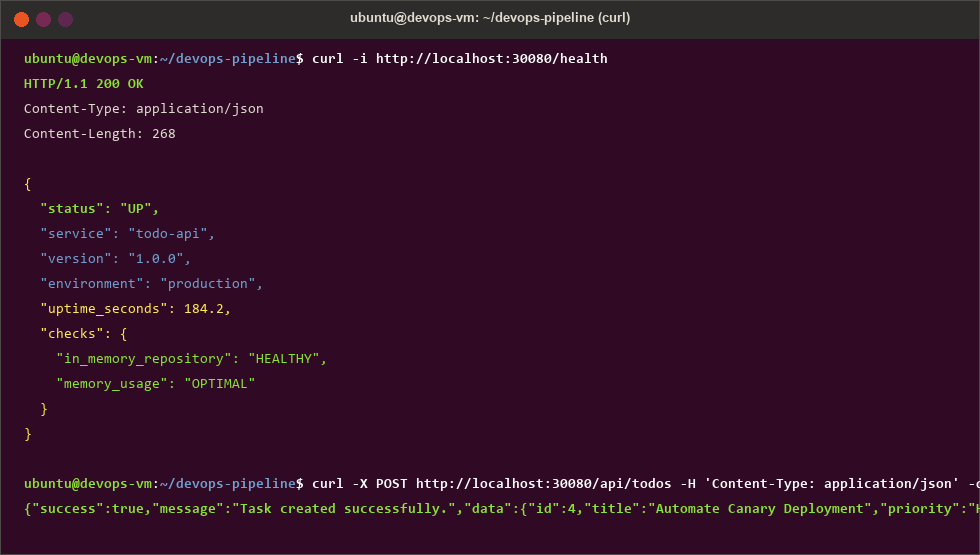 ubuntu@devops-vm: ~/devops-pipeline (curl)
ubuntu@devops-vm:~/devops-pipeline$ curl -i http://localhost:30080/health
HTTP/1.1 200 OK
Content-Type: application/json
Content-Length: 268
{
  "status": "UP",
  "service": "todo-api",
  "version": "1.0.0",
  "environment": "production",
  "uptime_seconds": 184.2,
  "checks": {
    "in_memory_repository": "HEALTHY",
    "memory_usage": "OPTIMAL"
  }
}
ubuntu@devops-vm:~/devops-pipeline$ curl -X POST http://localhost:30080/api/todos -H 'Content-Type: application/json' -
{"success":true,"message":"Task created successfully.","data":{"id":4,"title":"Automate Canary Deployment","priority":"